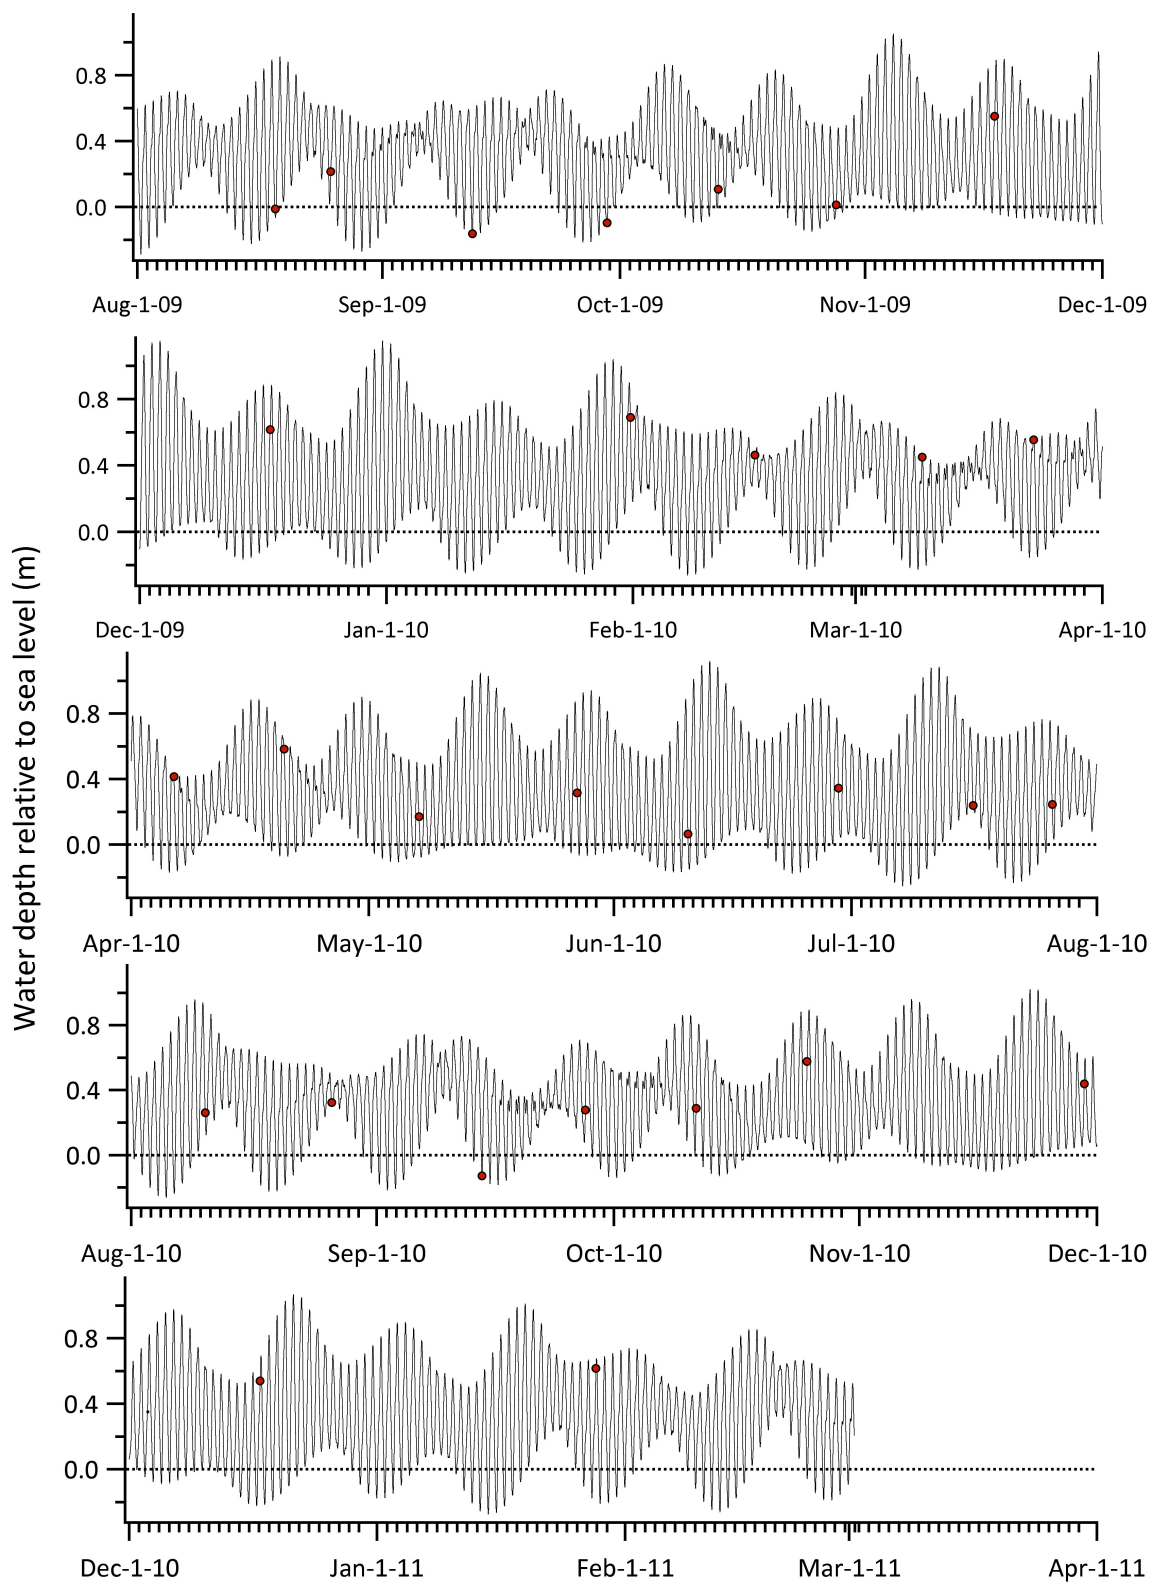 Water depth relative to sea level (m)
0.8
0.4
0.0
Aug-1-09 Sep-1-09 Oct-1-09 Nov-1-09 Dec-1-09
0.8
0.4
0.0
Dec-1-09 Jan-1-10 Feb-1-10 Mar-1-10 Apr-1-10
0.8
0.4
0.0
Apr-1-10 May-1-10 Jun-1-10 Jul-1-10 Aug-1-10
0.8
0.4
0.0
Aug-1-10 Sep-1-10 Oct-1-10 Nov-1-10 Dec-1-10
0.8
0.4
0.0
Dec-1-10 Jan-1-11 Feb-1-11 Mar-1-11 Apr-1-11